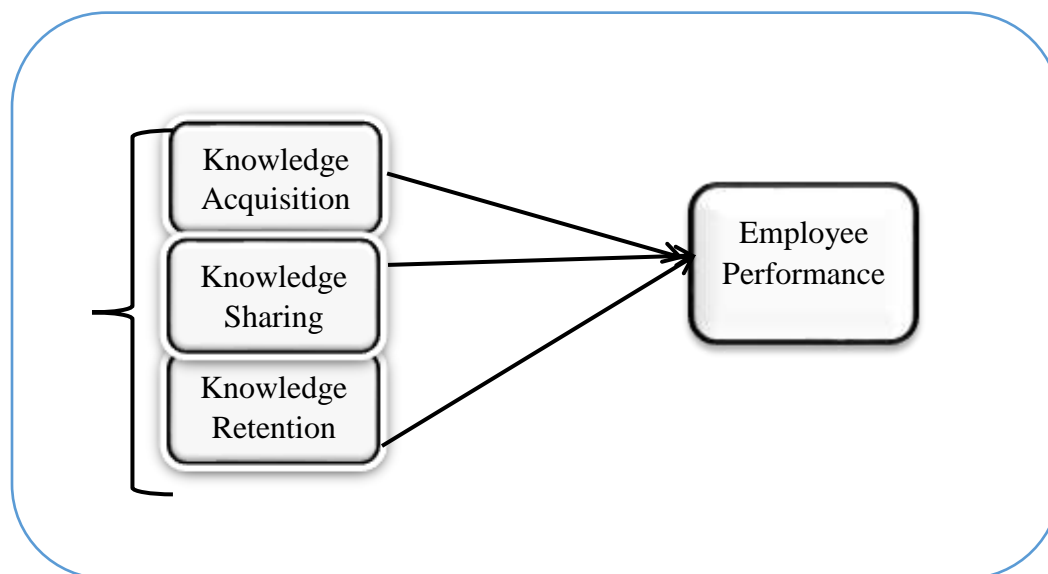 Knowledge
Acquisition
Knowledge
Sharing
Knowledge
Retention
Employee
Performance